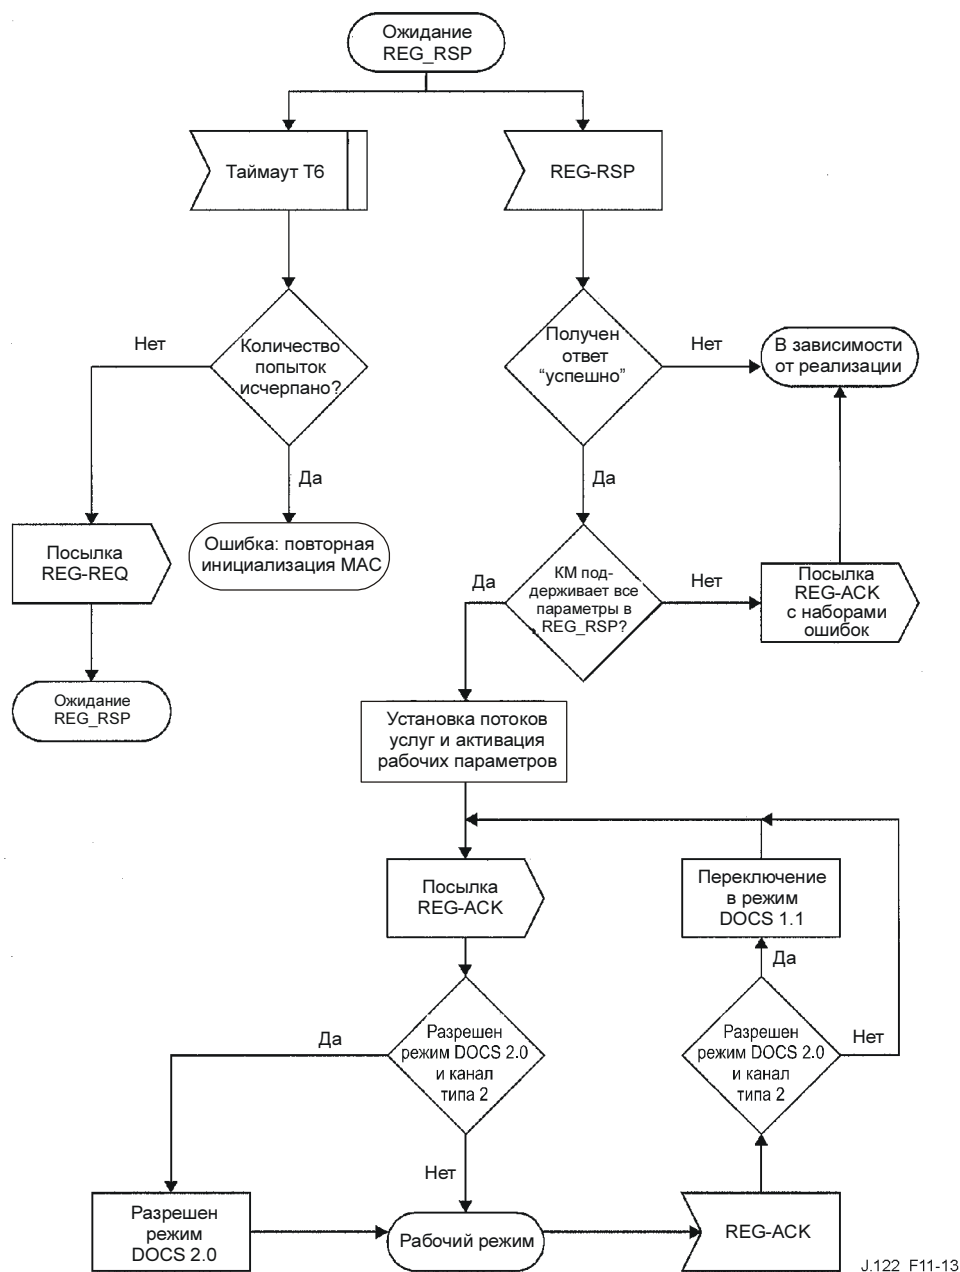 Ожидание
REG_RSP
Таймаут T6
REG-RSP
Нет
Количество
попыток
исчерпано?
Да
Получен
ответ
“успешно”
Нет
В зависимости
от реализации
Да
Посылка
REG-REQ
Ошибка: повторная
инициализация MAC
Да
КМ под-
держивает все
параметры в
REG_RSP?
Нет
Посылка
REG-ACK
с наборами
ошибок
Ожидание
REG_RSP
Установка потоков
услуг и активация
рабочих параметров
Посылка
REG-ACK
Переключение
в режим
DOCS 1.1
Да
Да
Разрешен
режим DOCS 2.0
и канал
типа 2
Разрешен
режим DOCS 2.0
и канал
типа 2
Нет
Нет
Разрешен
режим
DOCS 2.0
Рабочий режим
REG-ACK
J.122_F11-13